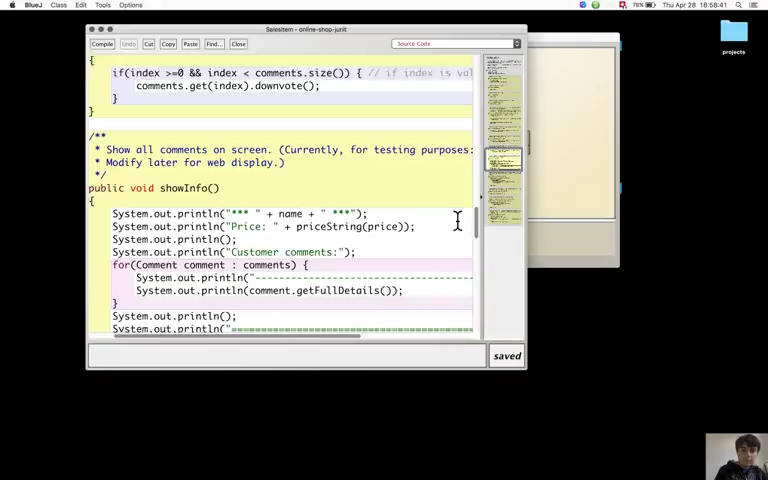 BlueJ Class Edit Tools Options
78% Thu Apr 28 18:58:41
SalesItem - online-shop-junit
Compile Undo Cut Copy Paste Find... Close Source Code
{
if(index >=0 && index < comments.size()) { // if index is val
comments.get(index).downvote();
}
}
/**
* Show all comments on screen. (Currently, for testing purposes:
* Modify later for web display.)
*/
public void showInfo()
{
System.out.println("*** " + name + " ***");
System.out.println("Price: " + priceString(price));
System.out.println();
System.out.println("Customer comments:");
for(Comment comment : comments) {
System.out.println("-----------------------------------
System.out.println(comment.getFullDetails());
}
System.out.println();
System.out.println("========================================
saved
projects